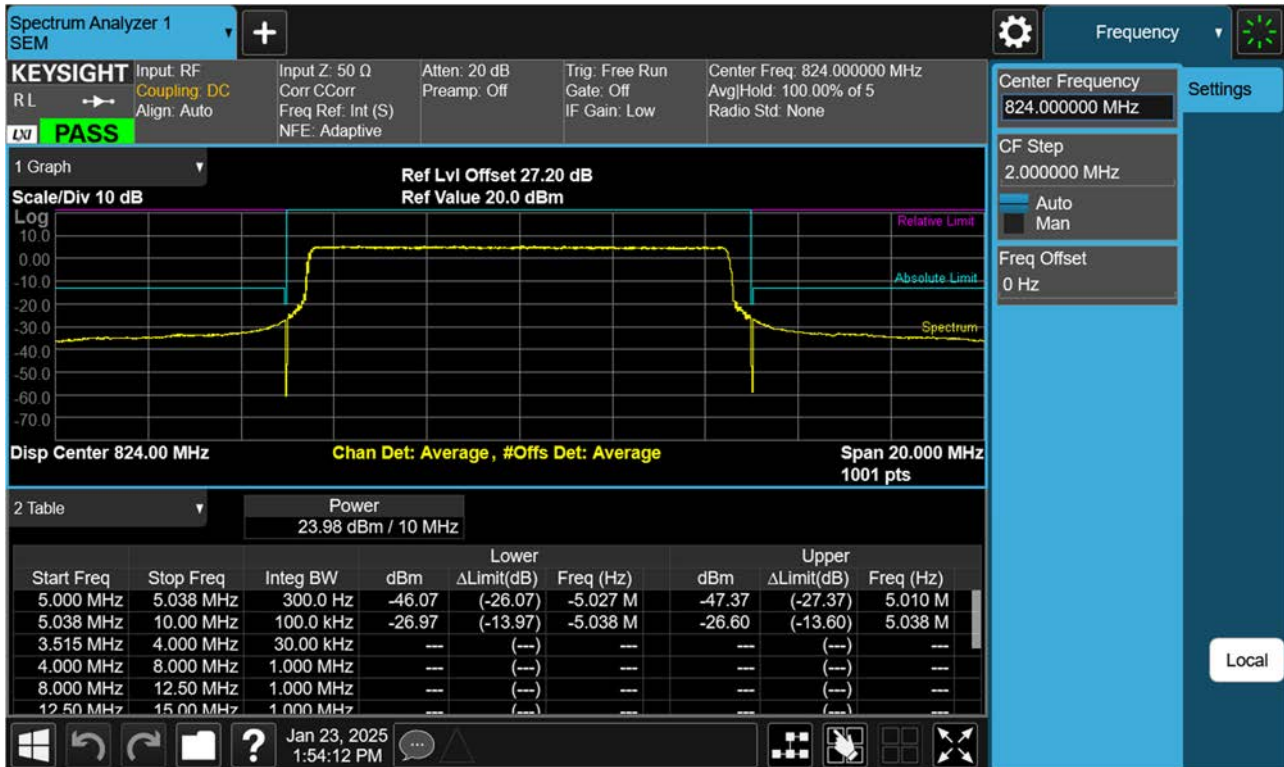 Spectrum Analyzer 1
SEM
Frequency
KEYSIGHT
R L
LXI
PASS
Input: RF
Coupling: DC
Align: Auto
Input Z: 50 Ω
Corr CCorr
Freq Ref: Int (S)
NFE: Adaptive
Atten: 20 dB
Preamp: Off
Trig: Free Run
Gate: Off
IF Gain: Low
Center Freq: 824.000000 MHz
Avg|Hold: 100.00% of 5
Radio Std: None
Center Frequency
824.000000 MHz
Settings
CF Step
2.000000 MHz
Auto
Man
Freq Offset
0 Hz
1 Graph
Ref Lvl Offset 27.20 dB
Scale/Div 10 dB
Ref Value 20.0 dBm
Log
Relative Limit
10.0
0.00
-10.0
Absolute Limit
-20.0
-30.0
Spectrum
-40.0
-50.0
-60.0
-70.0
Disp Center 824.00 MHz
Chan Det: Average, #Offs Det: Average
Span 20.000 MHz
1001 pts
2 Table
Power
23.98 dBm / 10 MHz
Lower Upper
Start Freq Stop Freq Integ BW dBm ΔLimit(dB) Freq (Hz) dBm ΔLimit(dB) Freq (Hz)
5.000 MHz 5.038 MHz 300.0 Hz -46.07 (-26.07) -5.027 M -47.37 (-27.37) 5.010 M
5.038 MHz 10.00 MHz 100.0 kHz -26.97 (-13.97) -5.038 M -26.60 (-13.60) 5.038 M
3.515 MHz 4.000 MHz 30.00 kHz --- (---) --- --- (---) ---
4.000 MHz 8.000 MHz 1.000 MHz --- (---) --- --- (---) ---
8.000 MHz 12.50 MHz 1.000 MHz --- (---) --- --- (---) ---
12.50 MHz 15.00 MHz 1.000 MHz --- (---) --- --- (---) ---
Local
?
Jan 23, 2025
1:54:12 PM